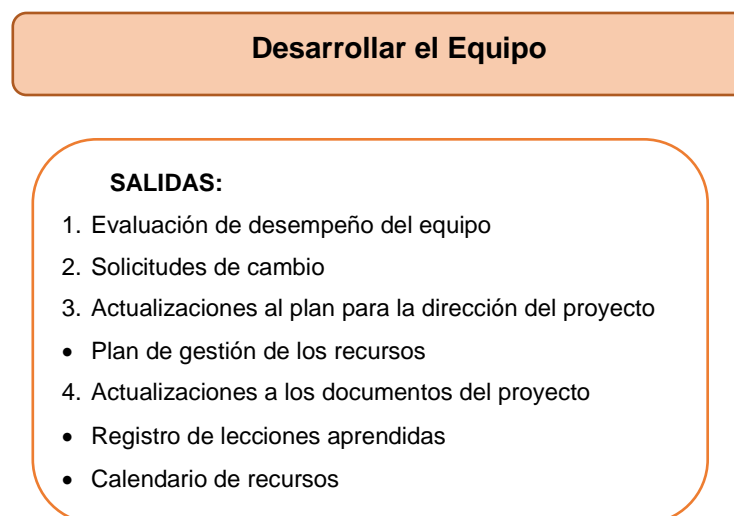 Desarrollar el Equipo
SALIDAS:
1. Evaluación de desempeño del equipo
2. Solicitudes de cambio
3. Actualizaciones al plan para la dirección del proyecto
• Plan de gestión de los recursos
4. Actualizaciones a los documentos del proyecto
• Registro de lecciones aprendidas
• Calendario de recursos